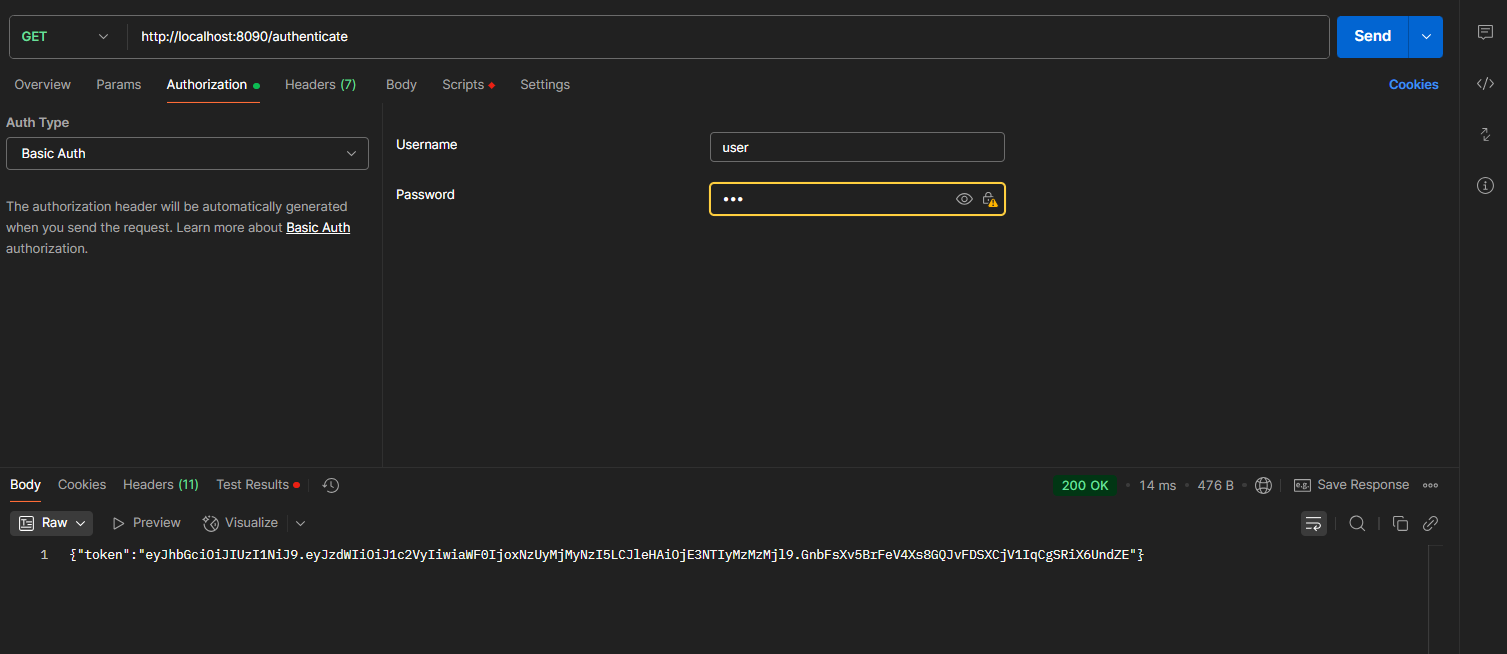 GET http://localhost:8090/authenticate Send
Overview Params Authorization Headers (7) Body Scripts Settings Cookies
Auth Type
Basic Auth
The authorization header will be automatically generated
when you send the request. Learn more about Basic Auth
authorization.
Username user
Password •••
Body Cookies Headers (11) Test Results 200 OK • 14 ms • 476 B • e.g. Save Response
Raw Preview Visualize
1 {"token":"eyJhbGciOiJIUzI1NiJ9.eyJzdWIiOiJ1c2VyIiwiaWF0IjoxNzUyMjMyNzI5LCJleHAiOjE3NTIyMzMzMjl9.GnbFsXv5BrFeV4Xs8GQJvFDSXCjV1IqCgSRiX6UndZE"}